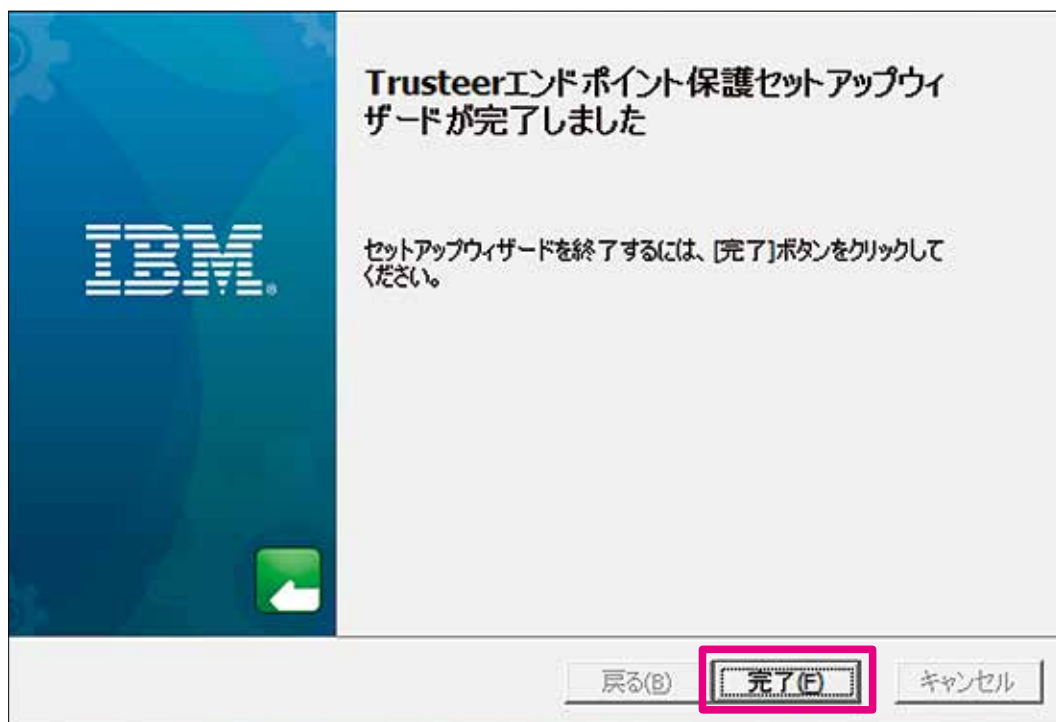 Trusteerエンドポイント保護セットアップウィ
ザードが完了しました
IBM®
セットアップウィザードを終了するには、[完了]ボタンをクリックして
ください。
戻る(B)
完了(F)
キャンセル